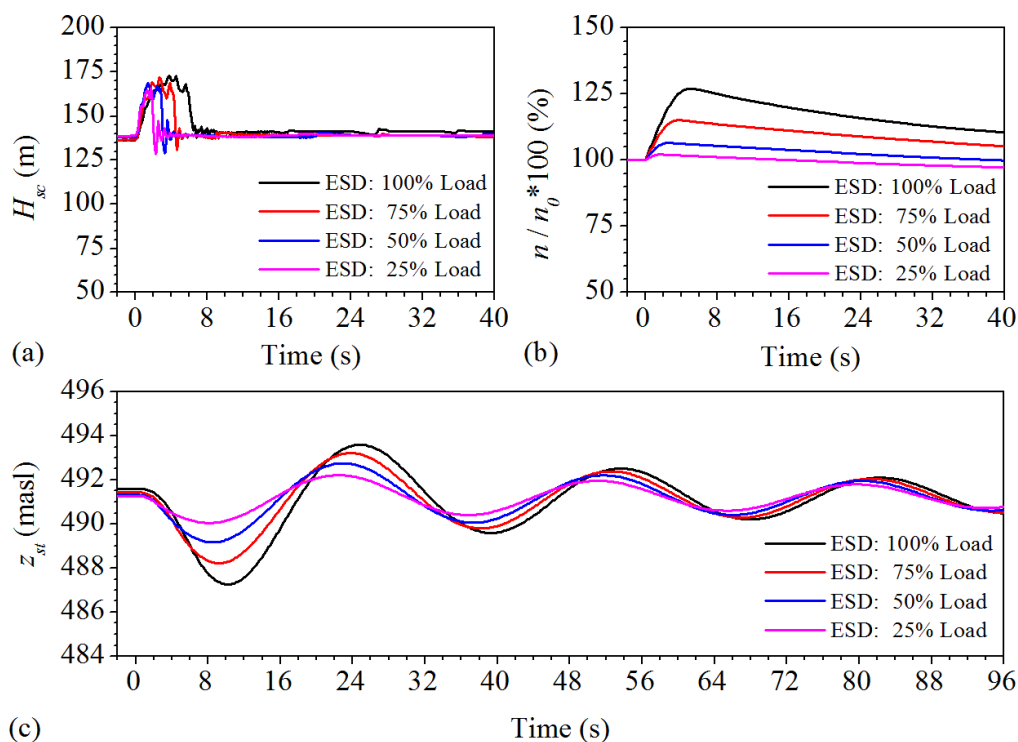 200
175
150
125
100
75
50
H_sc (m)
ESD: 100% Load
ESD: 75% Load
ESD: 50% Load
ESD: 25% Load
0 8 16 24 32 40
(a) Time (s)
150
125
100
75
50
n / n_0*100 (%)
ESD: 100% Load
ESD: 75% Load
ESD: 50% Load
ESD: 25% Load
0 8 16 24 32 40
(b) Time (s)
496
494
492
490
488
486
484
z_st (masl)
ESD: 100% Load
ESD: 75% Load
ESD: 50% Load
ESD: 25% Load
0 8 16 24 32 40 48 56 64 72 80 88 96
(c) Time (s)